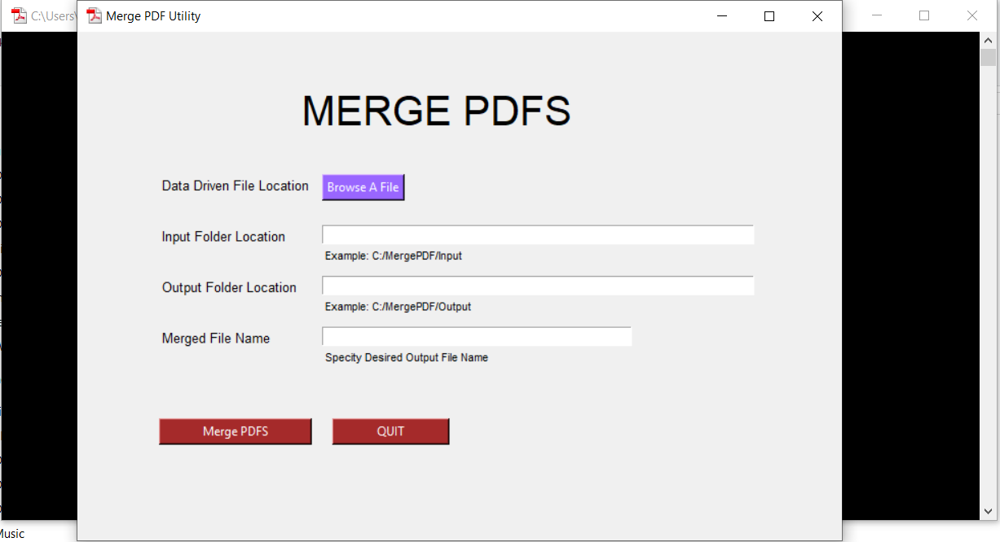 C:\Users\
Merge PDF Utility
MERGE PDFS
Data Driven File Location
Browse A File
Input Folder Location
Example: C:/MergePDF/Input
Output Folder Location
Example: C:/MergePDF/Output
Merged File Name
Specity Desired Output File Name
Merge PDFS
QUIT
Music